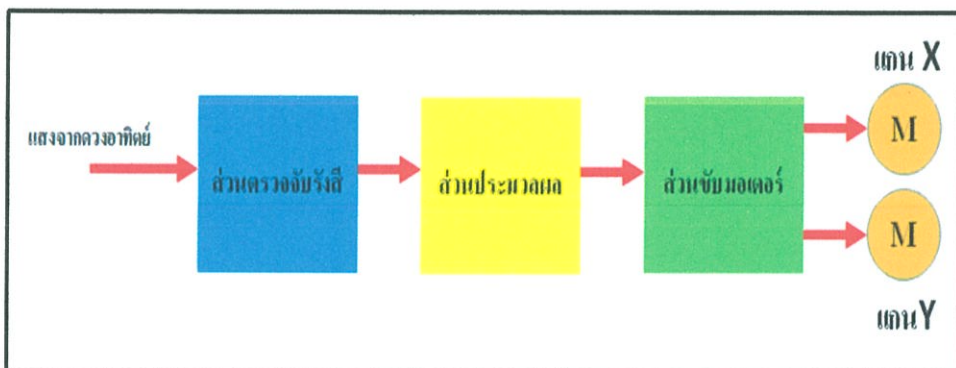 แกน X
แสงจากดวงอาทิตย์
ส่วนตรวจจับรังสี
ส่วนประมวลผล
ส่วนขับมอเตอร์
M
M
แกน Y